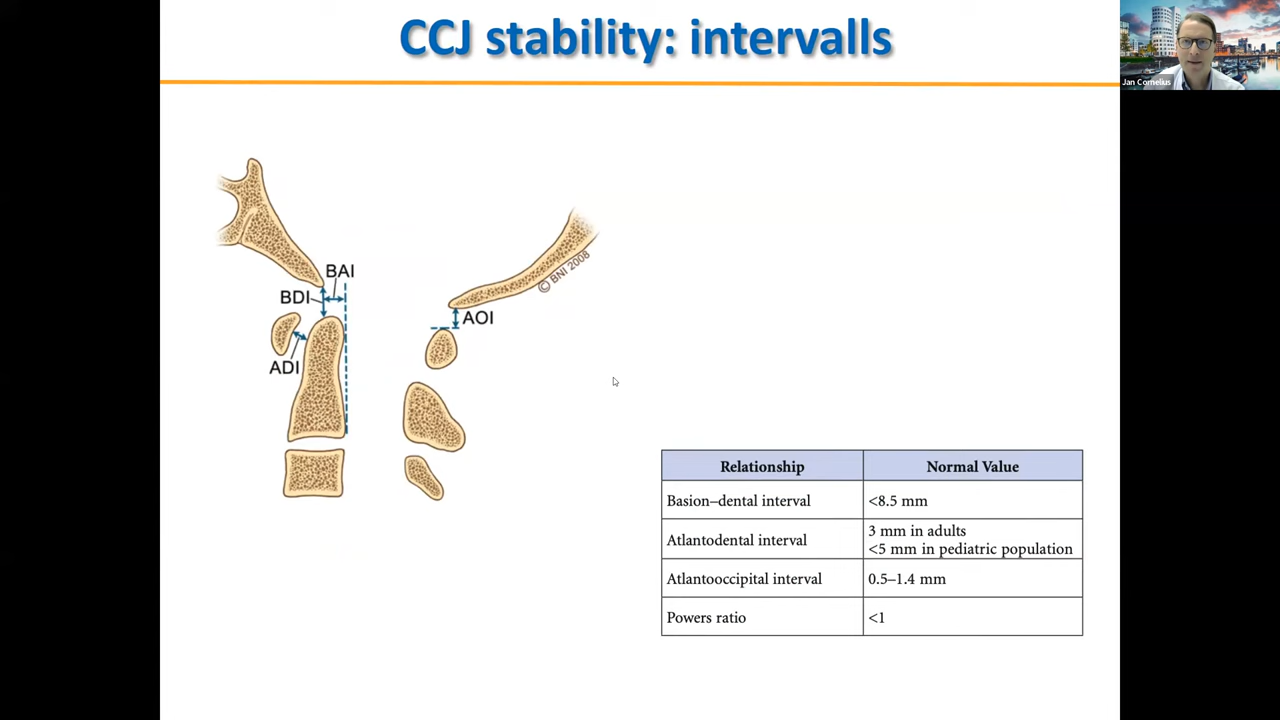 CCJ stability: intervalls
Jan Cornelius
BAI
BDI
AOI
ADI
© BNI 2008
Relationship Normal Value
Basion–dental interval <8.5 mm
Atlantodental interval 3 mm in adults
<5 mm in pediatric population
Atlantooccipital interval 0.5–1.4 mm
Powers ratio <1